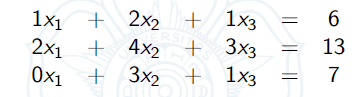 1x₁ + 2x₂ + 1x₃ = 6
2x₁ + 4x₂ + 3x₃ = 13
0x₁ + 3x₂ + 1x₃ = 7